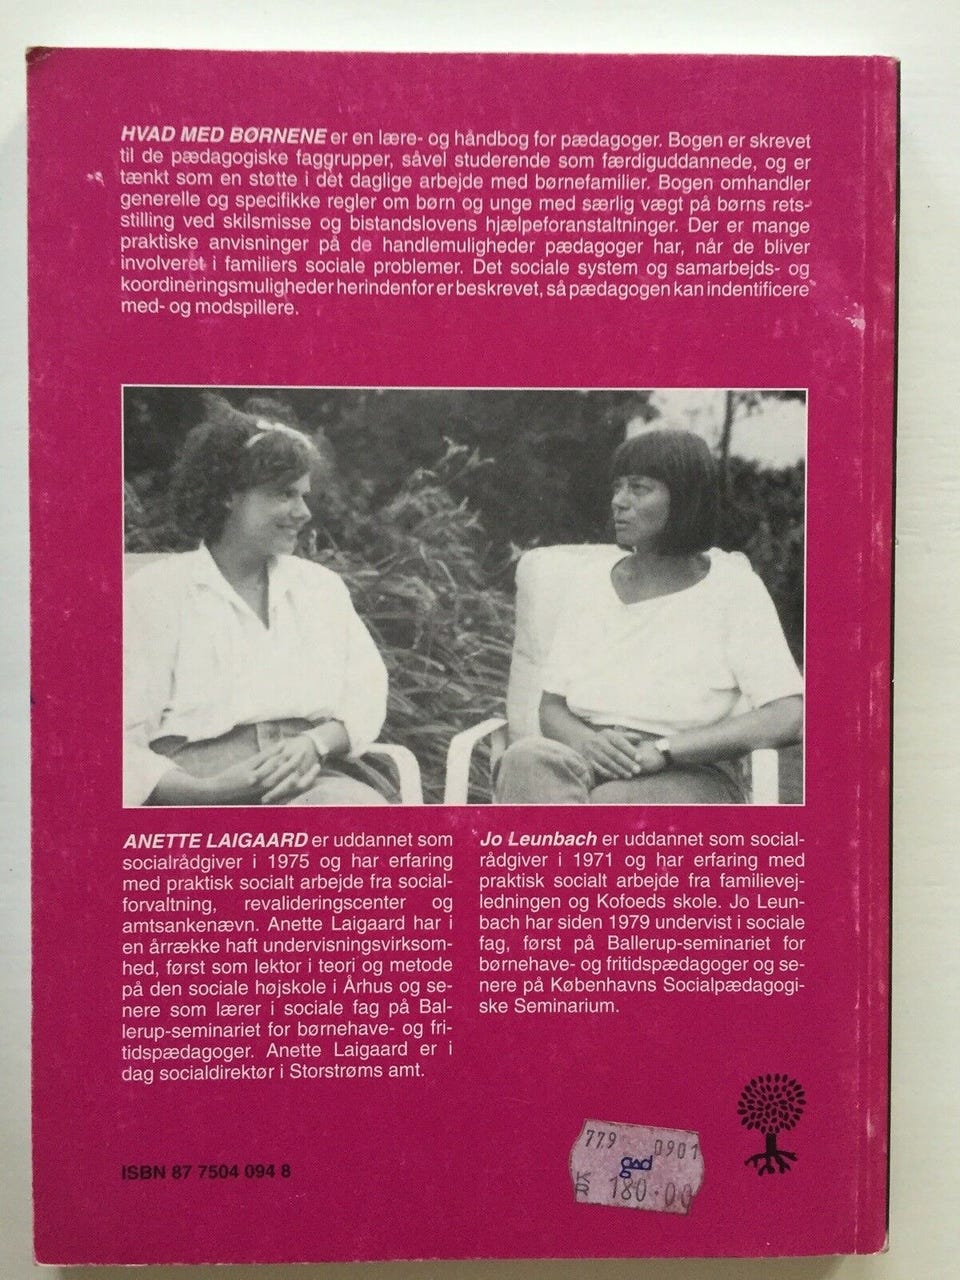 HVAD MED BØRNENE er en lære- og håndbog for pædagoger. Bogen er skrevet
til de pædagogiske faggrupper, såvel studerende som færdiguddannede, og er
tænkt som en støtte i det daglige arbejde med børnefamilier. Bogen omhandler
generelle og specifikke regler om børn og unge med særlig vægt på børns rets-
stilling ved skilsmisse og bistandslovens hjælpeforanstaltninger. Der er mange
praktiske anvisninger på de handlemuligheder pædagoger har, når de bliver
involveret i familiers sociale problemer. Det sociale system og samarbejds- og
koordineringsmuligheder herindenfor er beskrevet, så pædagogen kan indentificere
med- og modspillere.
ANETTE LAIGAARD er uddannet som
socialrådgiver i 1975 og har erfaring
med praktisk socialt arbejde fra social-
forvaltning, revalideringscenter og
amtsankenævn. Anette Laigaard har i
en årrække haft undervisningsvirksom-
hed, først som lektor i teori og metode
på den sociale højskole i Århus og se-
nere som lærer i sociale fag på Bal-
lerup-seminariet for børnehave- og fri-
tidspædagoger. Anette Laigaard er i
dag socialdirektør i Storstrøms amt.
Jo Leunbach er uddannet som social-
rådgiver i 1971 og har erfaring med
praktisk socialt arbejde fra familievej-
ledningen og Kofoeds skole. Jo Leun-
bach har siden 1979 undervist i sociale
fag, først på Ballerup-seminariet for
børnehave- og fritidspædagoger og se-
nere på Københavns Socialpædagogi-
ske Seminarium.
ISBN 87 7504 094 8
779 0901
gad
KR 180.00